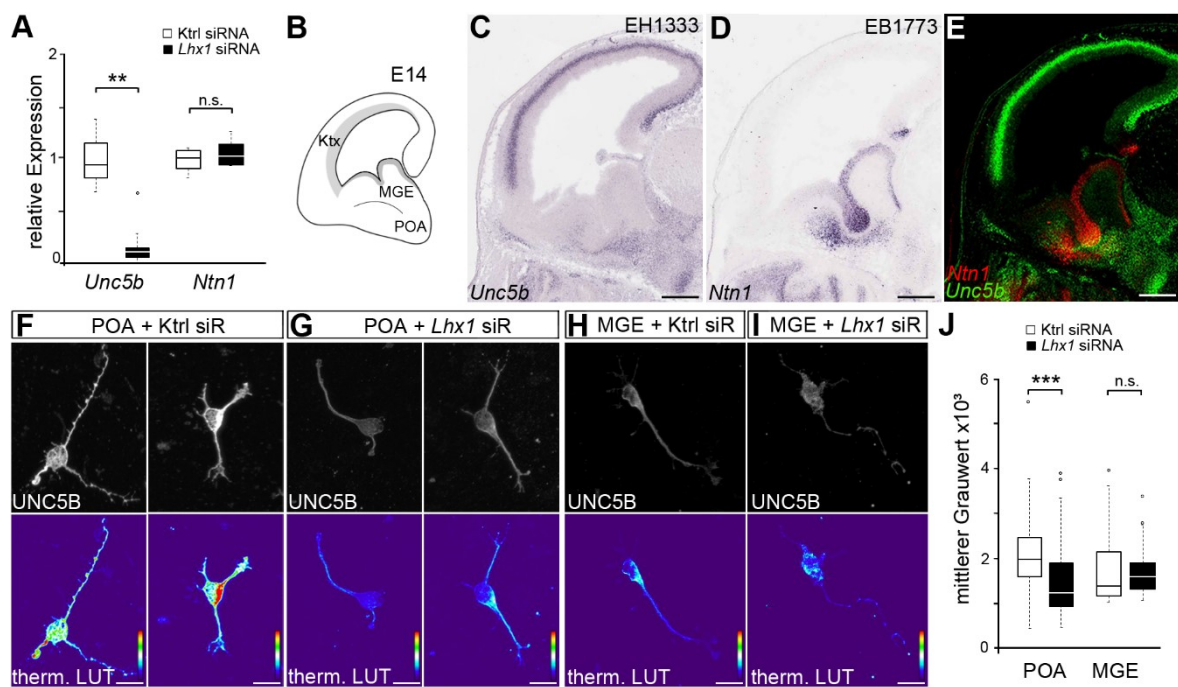 A
Ktrl siRNA
Lhx1 siRNA
relative Expression
2
1
0
**
n.s.
Unc5b
Ntn1
B
E14
Ktx
MGE
POA
C
EH1333
Unc5b
D
EB1773
Ntn1
E
Ntn1
Unc5b
F
POA + Ktrl siR
UNC5B
therm. LUT
G
POA + Lhx1 siR
UNC5B
therm. LUT
H
MGE + Ktrl siR
UNC5B
therm. LUT
I
MGE + Lhx1 siR
UNC5B
therm. LUT
J
Ktrl siRNA
Lhx1 siRNA
mittlerer Grauwert x10³
6
4
2
0
***
n.s.
POA
MGE